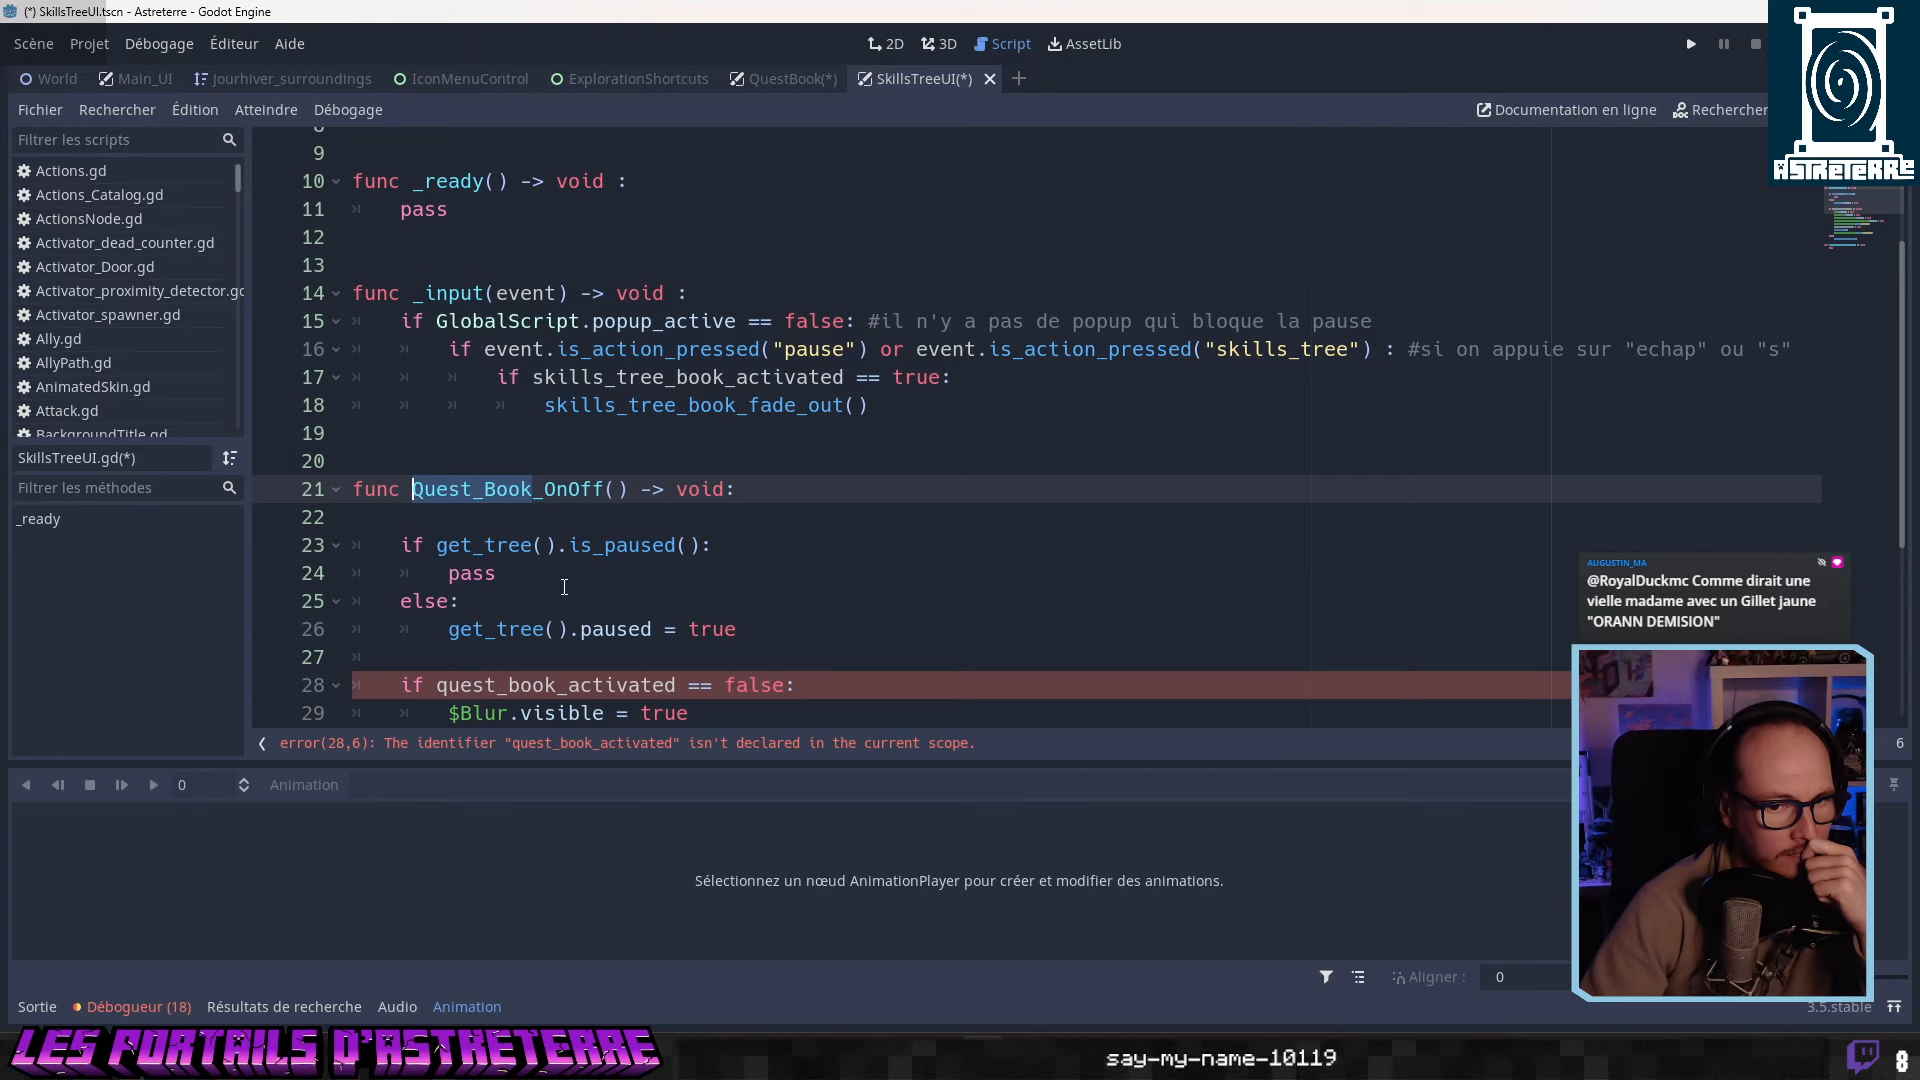 (*) SkillsTreeUI.tscn - Astreterre - Godot Engine
Scène Projet Débogage Éditeur Aide
2D 3D Script AssetLib
World Main_UI Jourhiver_surroundings IconMenuControl ExplorationShortcuts QuestBook(*) SkillsTreeUI(*)
Fichier Rechercher Édition Atteindre Débogage
Documentation en ligne Rechercher
ASTRETERRE
Filtrer les scripts
Actions.gd
Actions_Catalog.gd
ActionsNode.gd
Activator_dead_counter.gd
Activator_Door.gd
Activator_proximity_detector.gd
Activator_spawner.gd
Ally.gd
AllyPath.gd
AnimatedSkin.gd
Attack.gd
BackgroundTitle.gd
SkillsTreeUI.gd(*)
Filtrer les méthodes
_ready
8
9
10 func _ready() -> void :
11 pass
12
13
14 func _input(event) -> void :
15 if GlobalScript.popup_active == false: #il n'y a pas de popup qui bloque la pause
16 if event.is_action_pressed("pause") or event.is_action_pressed("skills_tree") : #si on appuie sur "echap" ou "s"
17 if skills_tree_book_activated == true:
18 skills_tree_book_fade_out()
19
20
21 func Quest_Book_OnOff() -> void:
22
23 if get_tree().is_paused():
24 pass
25 else:
26 get_tree().paused = true
27
28 if quest_book_activated == false:
29 $Blur.visible = true
error(28,6): The identifier "quest_book_activated" isn't declared in the current scope.
6
AUGUSTIN_MA
@RoyalDuckmc Comme dirait une
vielle madame avec un Gillet jaune
"ORANN DEMISION"
0 Animation
Sélectionnez un nœud AnimationPlayer pour créer et modifier des animations.
Aligner : 0
Sortie Débogueur (18) Résultats de recherche Audio Animation
3.5.stable
LES PORTAILS D'ASTRETERRE
say-my-name-10119
8